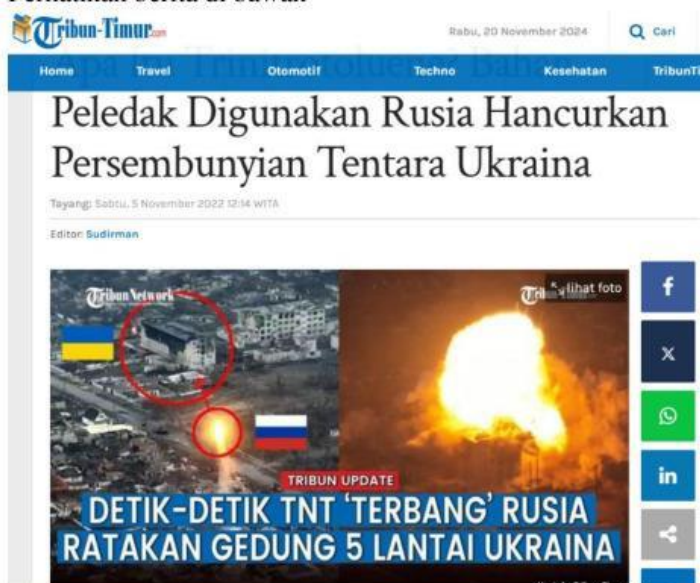 Tribun-Timur.com
Rabu, 20 November 2024
Cari
Home Travel Otomotif Techno Kesehatan TribunTi
Peledak Digunakan Rusia Hancurkan
Persembunyian Tentara Ukraina
Tayang: Sabtu, 5 November 2022 12:14 WITA
Editor: Sudirman
Tribun Network
lihat foto
TRIBUN UPDATE
DETIK-DETIK TNT 'TERBANG' RUSIA
RATAKAN GEDUNG 5 LANTAI UKRAINA